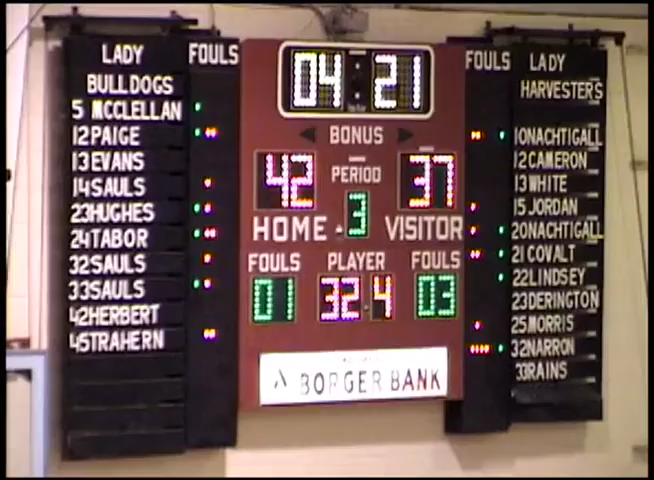 LADY
BULLDOGS
FOULS
5 MCCLELLAN
12 PAIGE
13 EVANS
14 SAULS
23 HUGHES
24 TABOR
32 SAULS
33 SAULS
42 HERBERT
45 STRAHERN
04:21
BONUS
42 PERIOD 37
HOME 3 VISITOR
FOULS PLAYER FOULS
01 32 4 03
BORGER BANK
FOULS
LADY
HARVESTERS
10 NACHTIGALL
12 CAMERON
13 WHITE
15 JORDAN
20 NACHTIGALL
21 COVALT
22 LINDSEY
23 DERINGTON
25 MORRIS
32 NARRON
33 RAINS